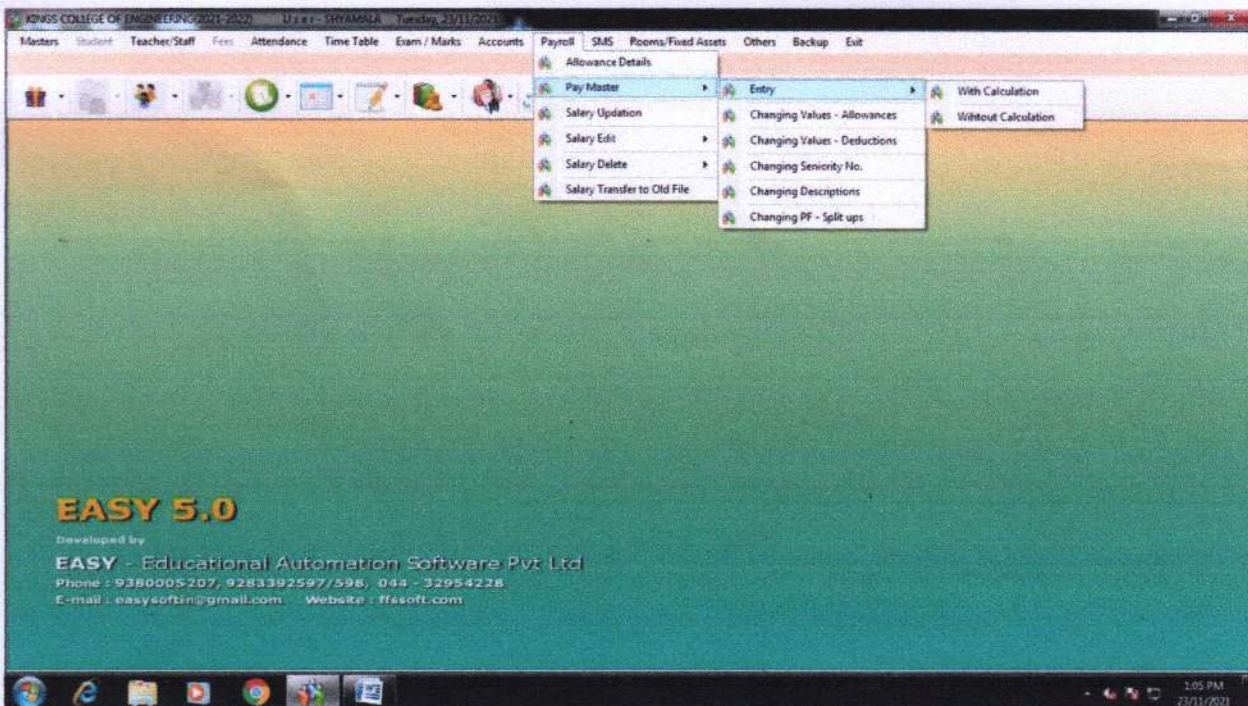 KINGS COLLEGE OF ENGINEERING(2021-2022) User - SHYAMALA Tuesday, 23/11/2021
Masters Student Teacher/Staff Fees Attendance Time Table Exam / Marks Accounts Payroll SMS Rooms/Fixed Assets Others Backup Exit
Allowance Details
Pay Master
Salery Updation
Salary Edit
Salary Delete
Salary Transfer to Old File
Entry
Changing Values - Allowances
Changing Values - Deductions
Changing Seniority No.
Changing Descriptions
Changing PF - Split ups
With Calculation
Wihtout Calculation
EASY 5.0
Developed by
EASY - Educational Automation Software Pvt Ltd
Phone : 9380005207, 9283392597/598, 044 - 32954228
E-mail : easysoftin@gmail.com Website : ffssoft.com
1:05 PM
23/11/2021